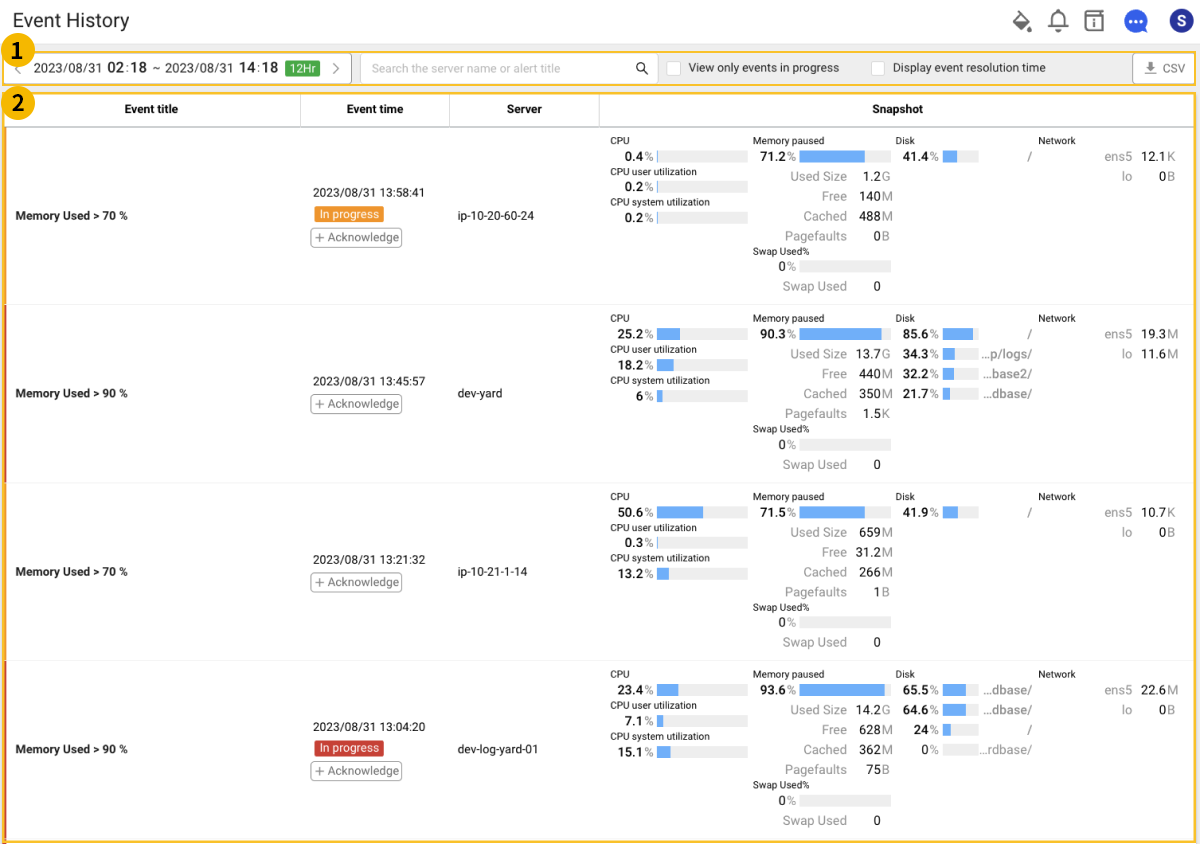 Event History
S
1
2023/08/31 02:18 ~ 2023/08/31 14:18 12Hr
Search the server name or alert title
View only events in progress
Display event resolution time
CSV
2
Event title Event time Server Snapshot
Memory Used > 70 %
2023/08/31 13:58:41
In progress
+ Acknowledge
ip-10-20-60-24
CPU
0.4%
CPU user utilization
0.2%
CPU system utilization
0.2%
Memory paused
71.2%
Used Size 1.2G
Free 140M
Cached 488M
Pagefaults 0B
Swap Used%
0%
Swap Used 0
Disk
41.4% /
Network
ens5 12.1K
lo 0B
Memory Used > 90 %
2023/08/31 13:45:57
+ Acknowledge
dev-yard
CPU
25.2%
CPU user utilization
18.2%
CPU system utilization
6%
Memory paused
90.3%
Used Size 13.7G
Free 440M
Cached 350M
Pagefaults 1.5K
Swap Used%
0%
Swap Used 0
Disk
85.6% /
34.3% ...p/logs/
32.2% ...base2/
21.7% ...dbase/
Network
ens5 19.3M
lo 11.6M
Memory Used > 70 %
2023/08/31 13:21:32
+ Acknowledge
ip-10-21-1-14
CPU
50.6%
CPU user utilization
0.3%
CPU system utilization
13.2%
Memory paused
71.5%
Used Size 659M
Free 31.2M
Cached 266M
Pagefaults 1B
Swap Used%
0%
Swap Used 0
Disk
41.9% /
Network
ens5 10.7K
lo 0B
Memory Used > 90 %
2023/08/31 13:04:20
In progress
+ Acknowledge
dev-log-yard-01
CPU
23.4%
CPU user utilization
7.1%
CPU system utilization
15.1%
Memory paused
93.6%
Used Size 14.2G
Free 628M
Cached 362M
Pagefaults 75B
Swap Used%
0%
Swap Used 0
Disk
65.5% ...dbase/
64.6% ...dbase/
24% /
0% ...rdbase/
Network
ens5 22.6M
lo 0B